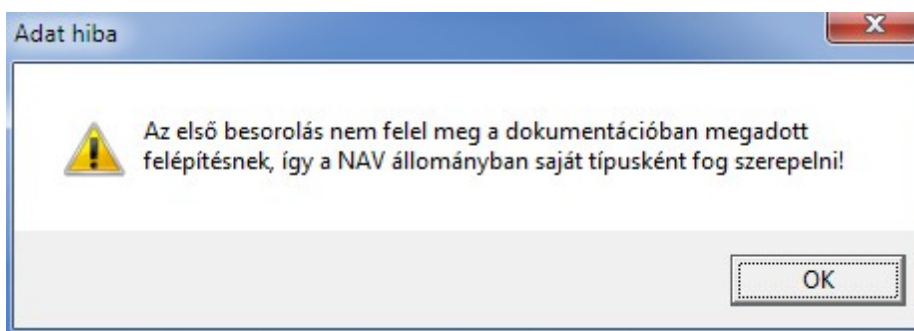 Adat hiba
Az első besorolás nem felel meg a dokumentációban megadott
felépítésnek, így a NAV állományban saját típusként fog szerepelni!
OK